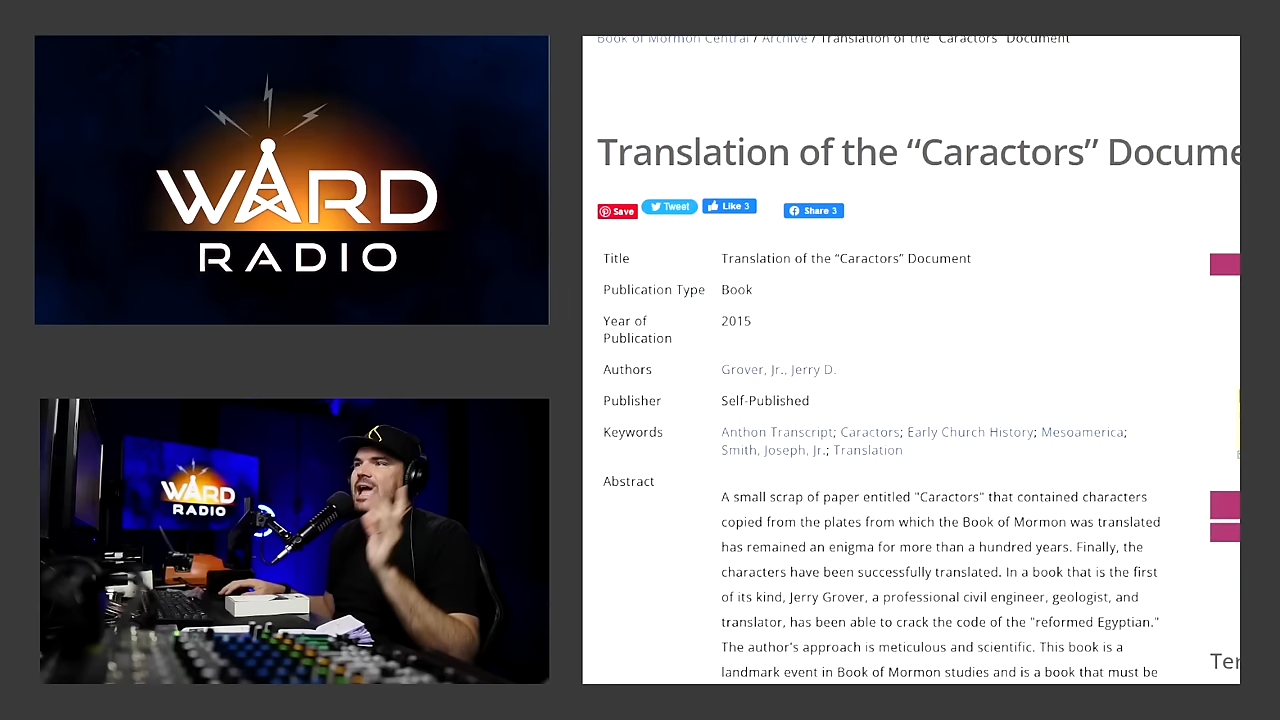 WARD
RADIO
WARD
RADIO
Book of Mormon Central / Archive / Translation of the "Caractors" Document
Translation of the “Caractors” Docume
Save
Tweet
Like 3
Share 3
Title
Translation of the “Caractors” Document
Publication Type
Book
Year of
Publication
2015
Authors
Grover, Jr., Jerry D.
Publisher
Self-Published
Keywords
Anthon Transcript; Caractors; Early Church History; Mesoamerica;
Smith, Joseph, Jr.; Translation
Abstract
A small scrap of paper entitled "Caractors" that contained characters
copied from the plates from which the Book of Mormon was translated
has remained an enigma for more than a hundred years. Finally, the
characters have been successfully translated. In a book that is the first
of its kind, Jerry Grover, a professional civil engineer, geologist, and
translator, has been able to crack the code of the "reformed Egyptian."
The author's approach is meticulous and scientific. This book is a
landmark event in Book of Mormon studies and is a book that must be
Ter